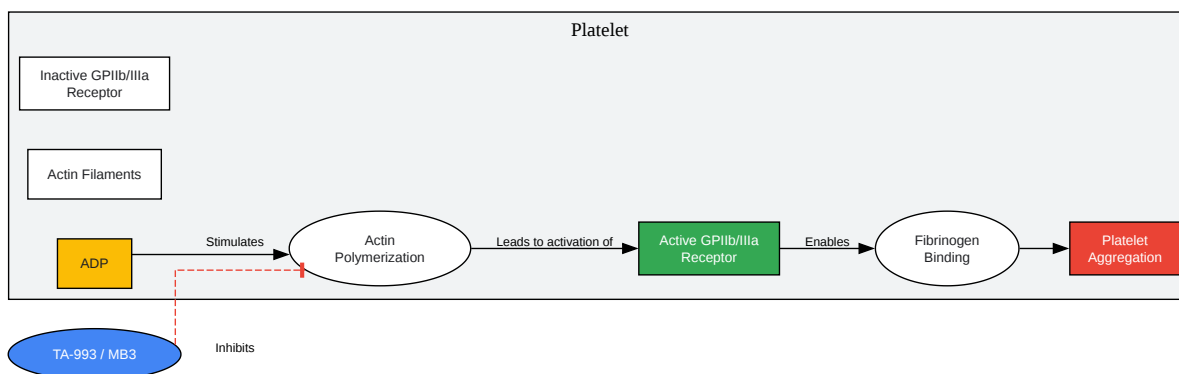 Platelet
Inactive GPIIb/IIIa
Receptor
Actin Filaments
ADP
Stimulates
Actin
Polymerization
Leads to activation of
Active GPIIb/IIIa
Receptor
Enables
Fibrinogen
Binding
Platelet
Aggregation
TA-993 / MB3
Inhibits